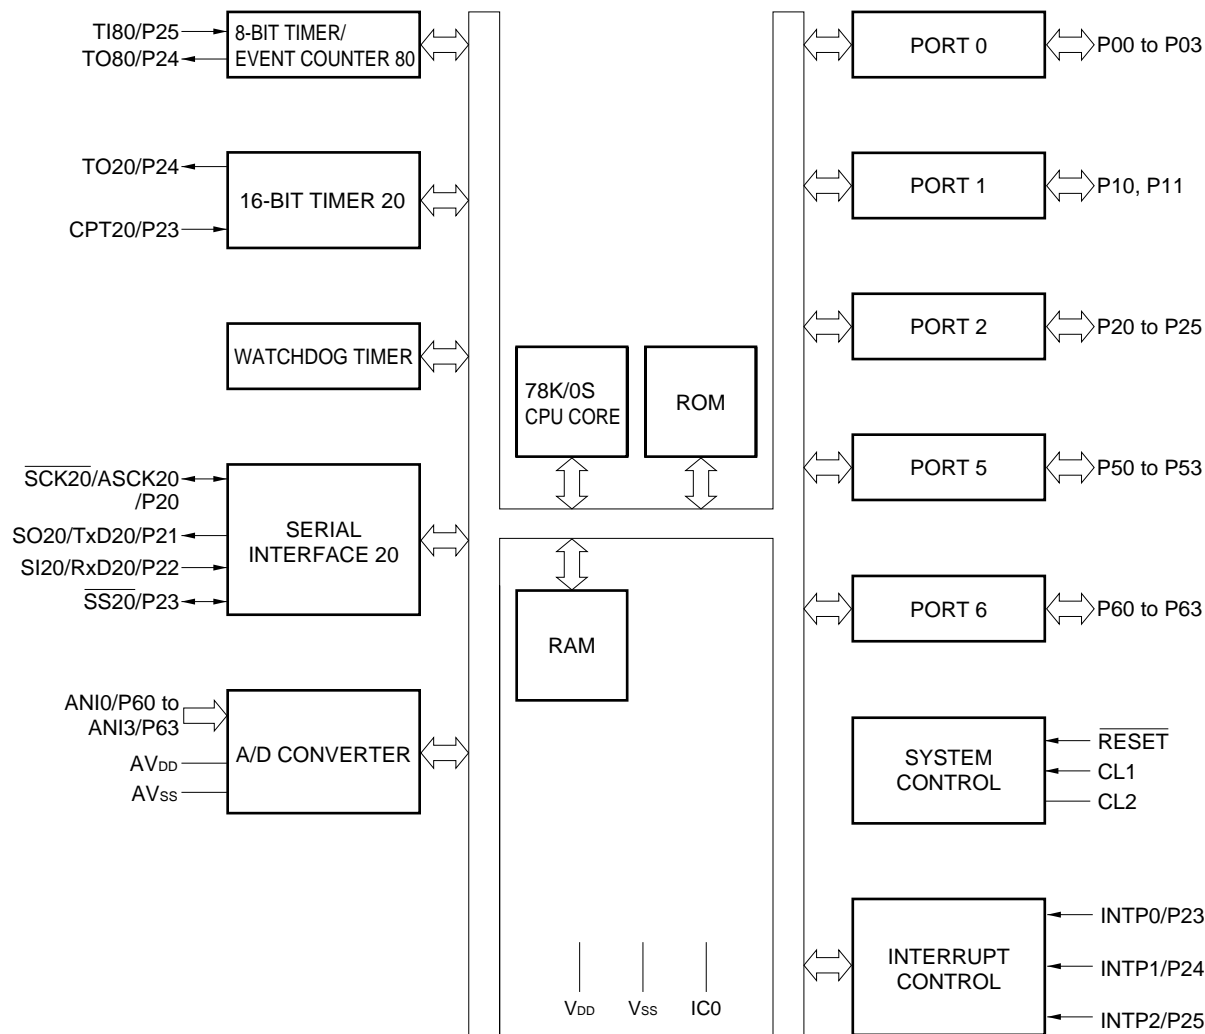 TI80/P25
TO80/P24
8-BIT TIMER/
EVENT COUNTER 80
TO20/P24
CPT20/P23
16-BIT TIMER 20
WATCHDOG TIMER
SCK20/ASCK20
/P20
SO20/TxD20/P21
SI20/RxD20/P22
SS20/P23
SERIAL
INTERFACE 20
ANI0/P60 to
ANI3/P63
AVDD
AVSS
A/D CONVERTER
78K/0S
CPU CORE
ROM
RAM
VDD
VSS
IC0
PORT 0
P00 to P03
PORT 1
P10, P11
PORT 2
P20 to P25
PORT 5
P50 to P53
PORT 6
P60 to P63
SYSTEM
CONTROL
RESET
CL1
CL2
INTERRUPT
CONTROL
INTP0/P23
INTP1/P24
INTP2/P25